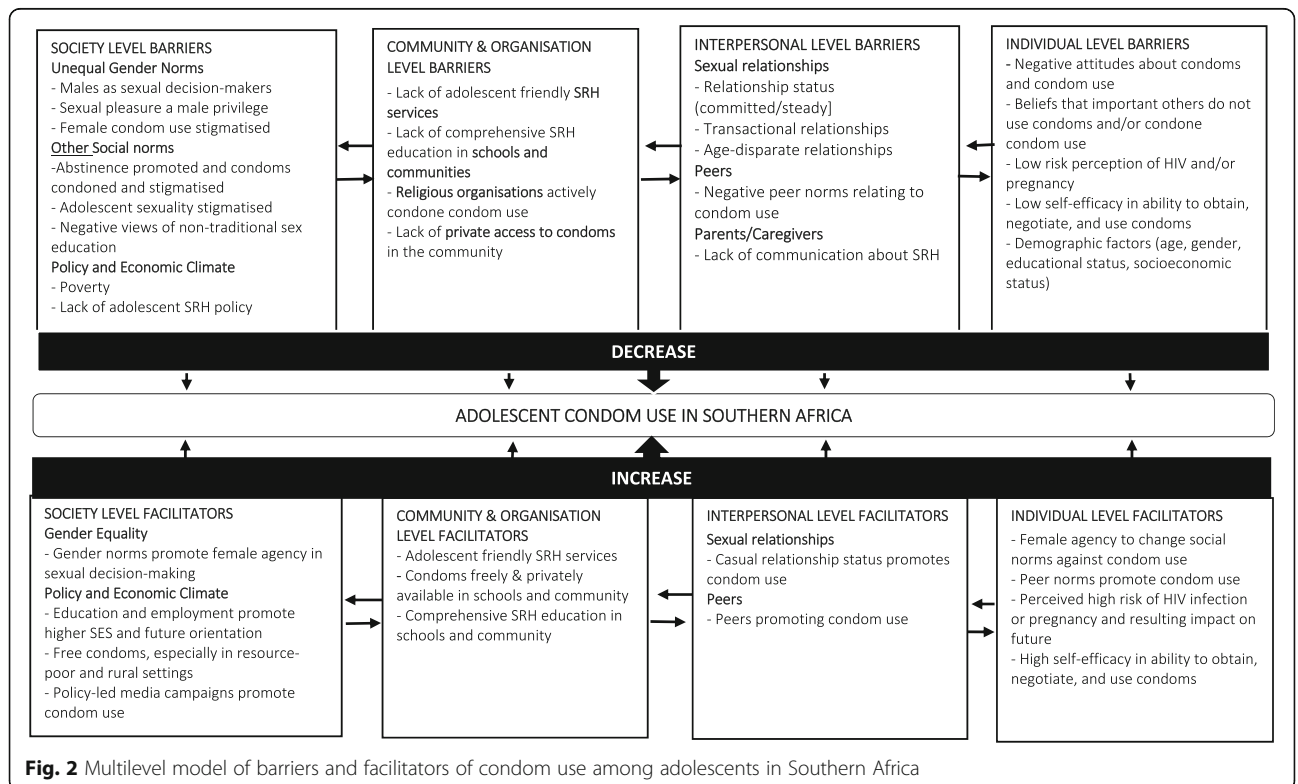 SOCIETY LEVEL BARRIERS
Unequal Gender Norms
- Males as sexual decision-makers
- Sexual pleasure a male privilege
- Female condom use stigmatised
Other Social norms
-Abstinence promoted and condoms
condoned and stigmatised
- Adolescent sexuality stigmatised
- Negative views of non-traditional sex
education
Policy and Economic Climate
- Poverty
- Lack of adolescent SRH policy
COMMUNITY & ORGANISATION
LEVEL BARRIERS
- Lack of adolescent friendly SRH
services
- Lack of comprehensive SRH
education in schools and
communities
- Religious organisations actively
condone condom use
- Lack of private access to condoms
in the community
INTERPERSONAL LEVEL BARRIERS
Sexual relationships
- Relationship status
(committed/steady]
- Transactional relationships
- Age-disparate relationships
Peers
- Negative peer norms relating to
condom use
Parents/Caregivers
- Lack of communication about SRH
INDIVIDUAL LEVEL BARRIERS
- Negative attitudes about condoms
and condom use
- Beliefs that important others do not
use condoms and/or condone
condom use
- Low risk perception of HIV and/or
pregnancy
- Low self-efficacy in ability to obtain,
negotiate, and use condoms
- Demographic factors (age, gender,
educational status, socioeconomic
status)
DECREASE
ADOLESCENT CONDOM USE IN SOUTHERN AFRICA
INCREASE
SOCIETY LEVEL FACILITATORS
Gender Equality
- Gender norms promote female agency in
sexual decision-making
Policy and Economic Climate
- Education and employment promote
higher SES and future orientation
- Free condoms, especially in resource-
poor and rural settings
- Policy-led media campaigns promote
condom use
COMMUNITY & ORGANISATION
LEVEL FACILITATORS
- Adolescent friendly SRH services
- Condoms freely & privately
available in schools and community
- Comprehensive SRH education in
schools and community
INTERPERSONAL LEVEL FACILITATORS
Sexual relationships
- Casual relationship status promotes
condom use
Peers
- Peers promoting condom use
INDIVIDUAL LEVEL FACILITATORS
- Female agency to change social
norms against condom use
- Peer norms promote condom use
- Perceived high risk of HIV infection
or pregnancy and resulting impact on
future
- High self-efficacy in ability to obtain,
negotiate, and use condoms
Fig. 2 Multilevel model of barriers and facilitators of condom use among adolescents in Southern Africa